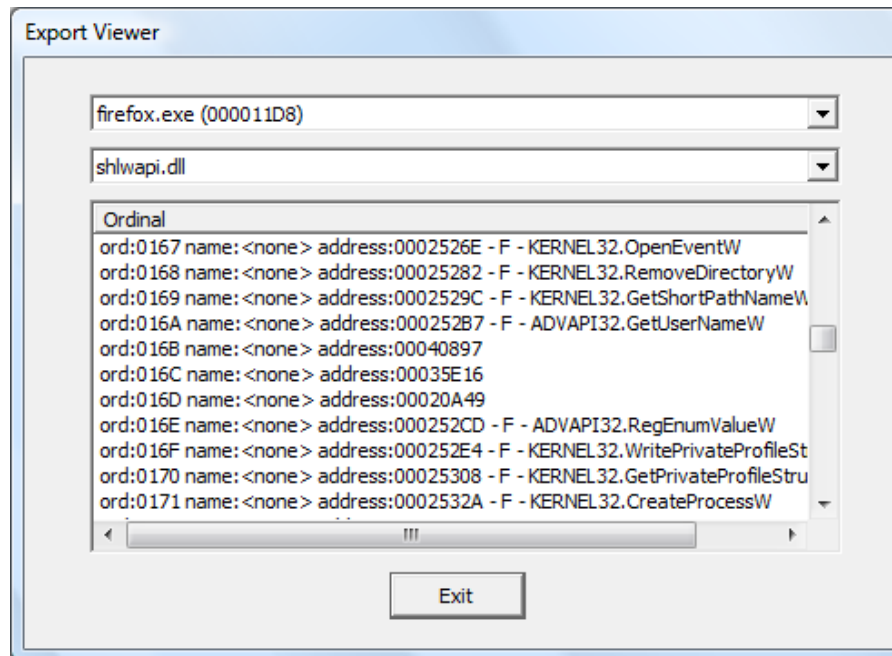 Export Viewer
firefox.exe (000011D8)
shlwapi.dll
Ordinal
ord:0167 name:<none> address:0002526E - F - KERNEL32.OpenEventW
ord:0168 name:<none> address:00025282 - F - KERNEL32.RemoveDirectoryW
ord:0169 name:<none> address:0002529C - F - KERNEL32.GetShortPathNameW
ord:016A name:<none> address:000252B7 - F - ADVAPI32.GetUserNameW
ord:016B name:<none> address:00040897
ord:016C name:<none> address:00035E16
ord:016D name:<none> address:00020A49
ord:016E name:<none> address:000252CD - F - ADVAPI32.RegEnumValueW
ord:016F name:<none> address:000252E4 - F - KERNEL32.WritePrivateProfileSt
ord:0170 name:<none> address:00025308 - F - KERNEL32.GetPrivateProfileStru
ord:0171 name:<none> address:0002532A - F - KERNEL32.CreateProcessW
Exit